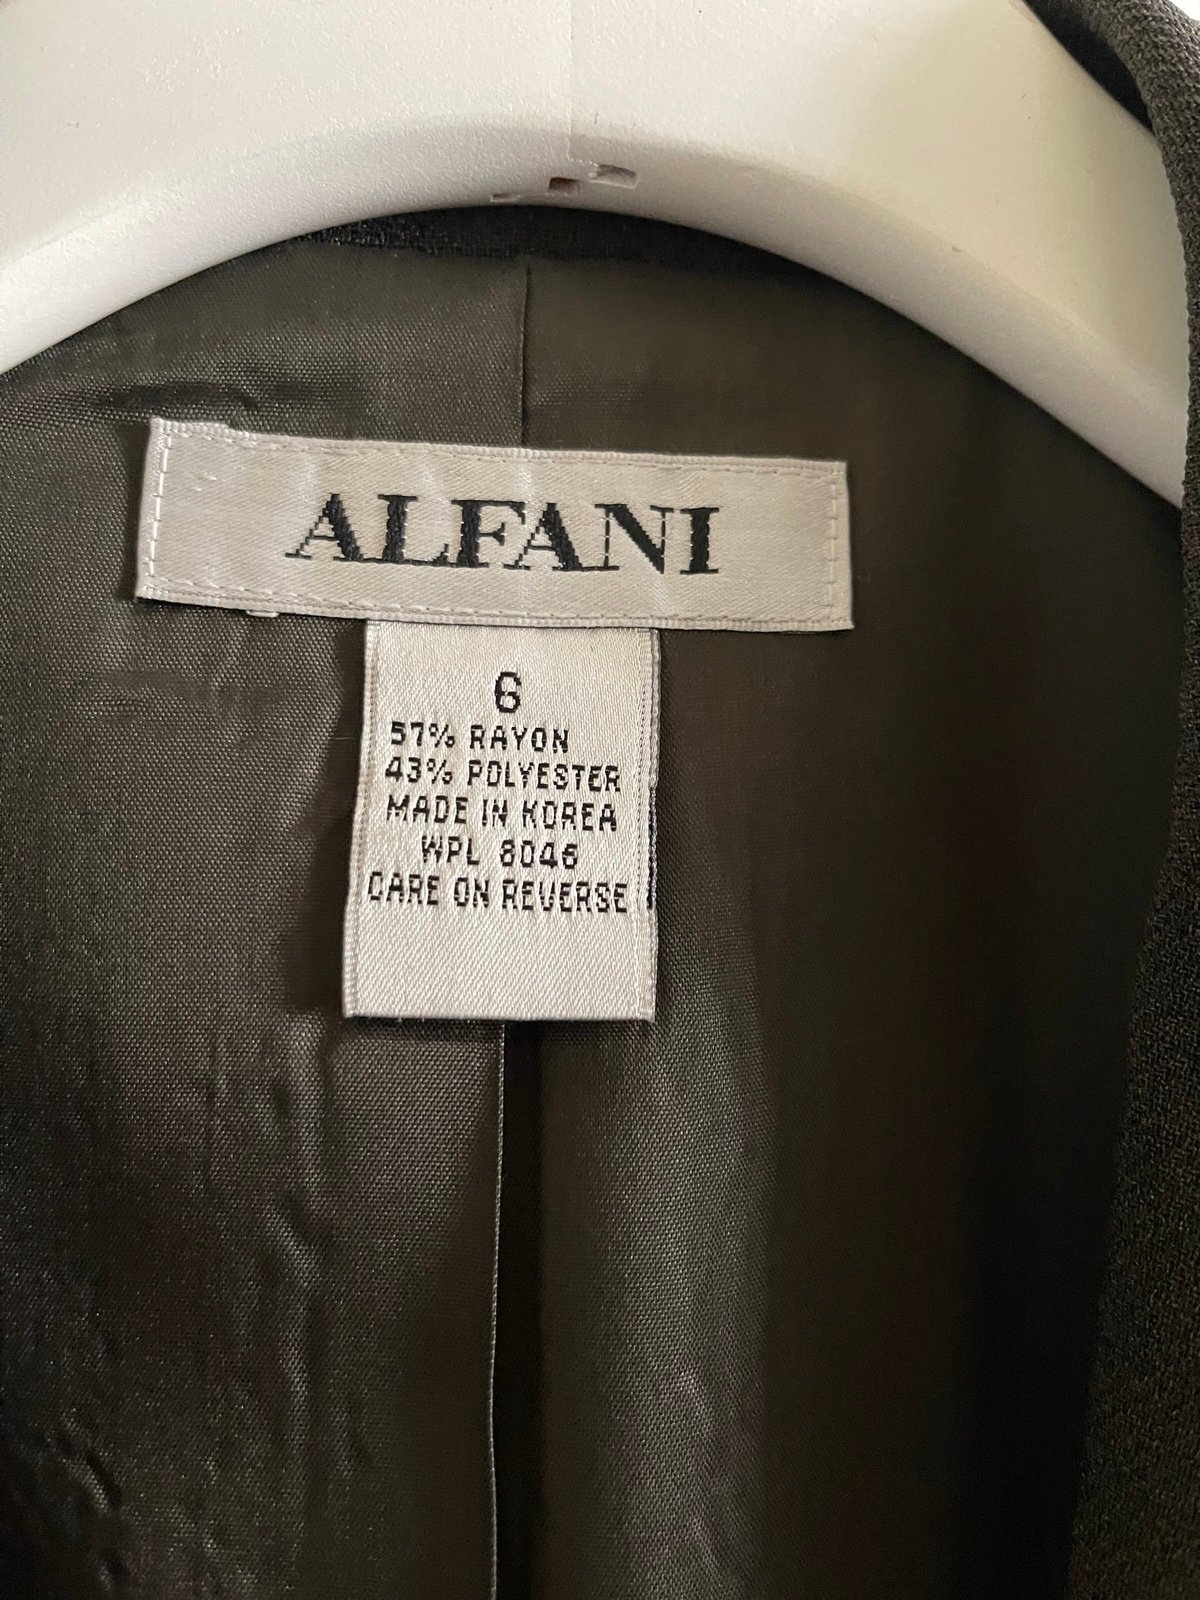 ALFANI
6
57% RAYON
43% POLYESTER
MADE IN KOREA
WPL 8046
CARE ON REVERSE